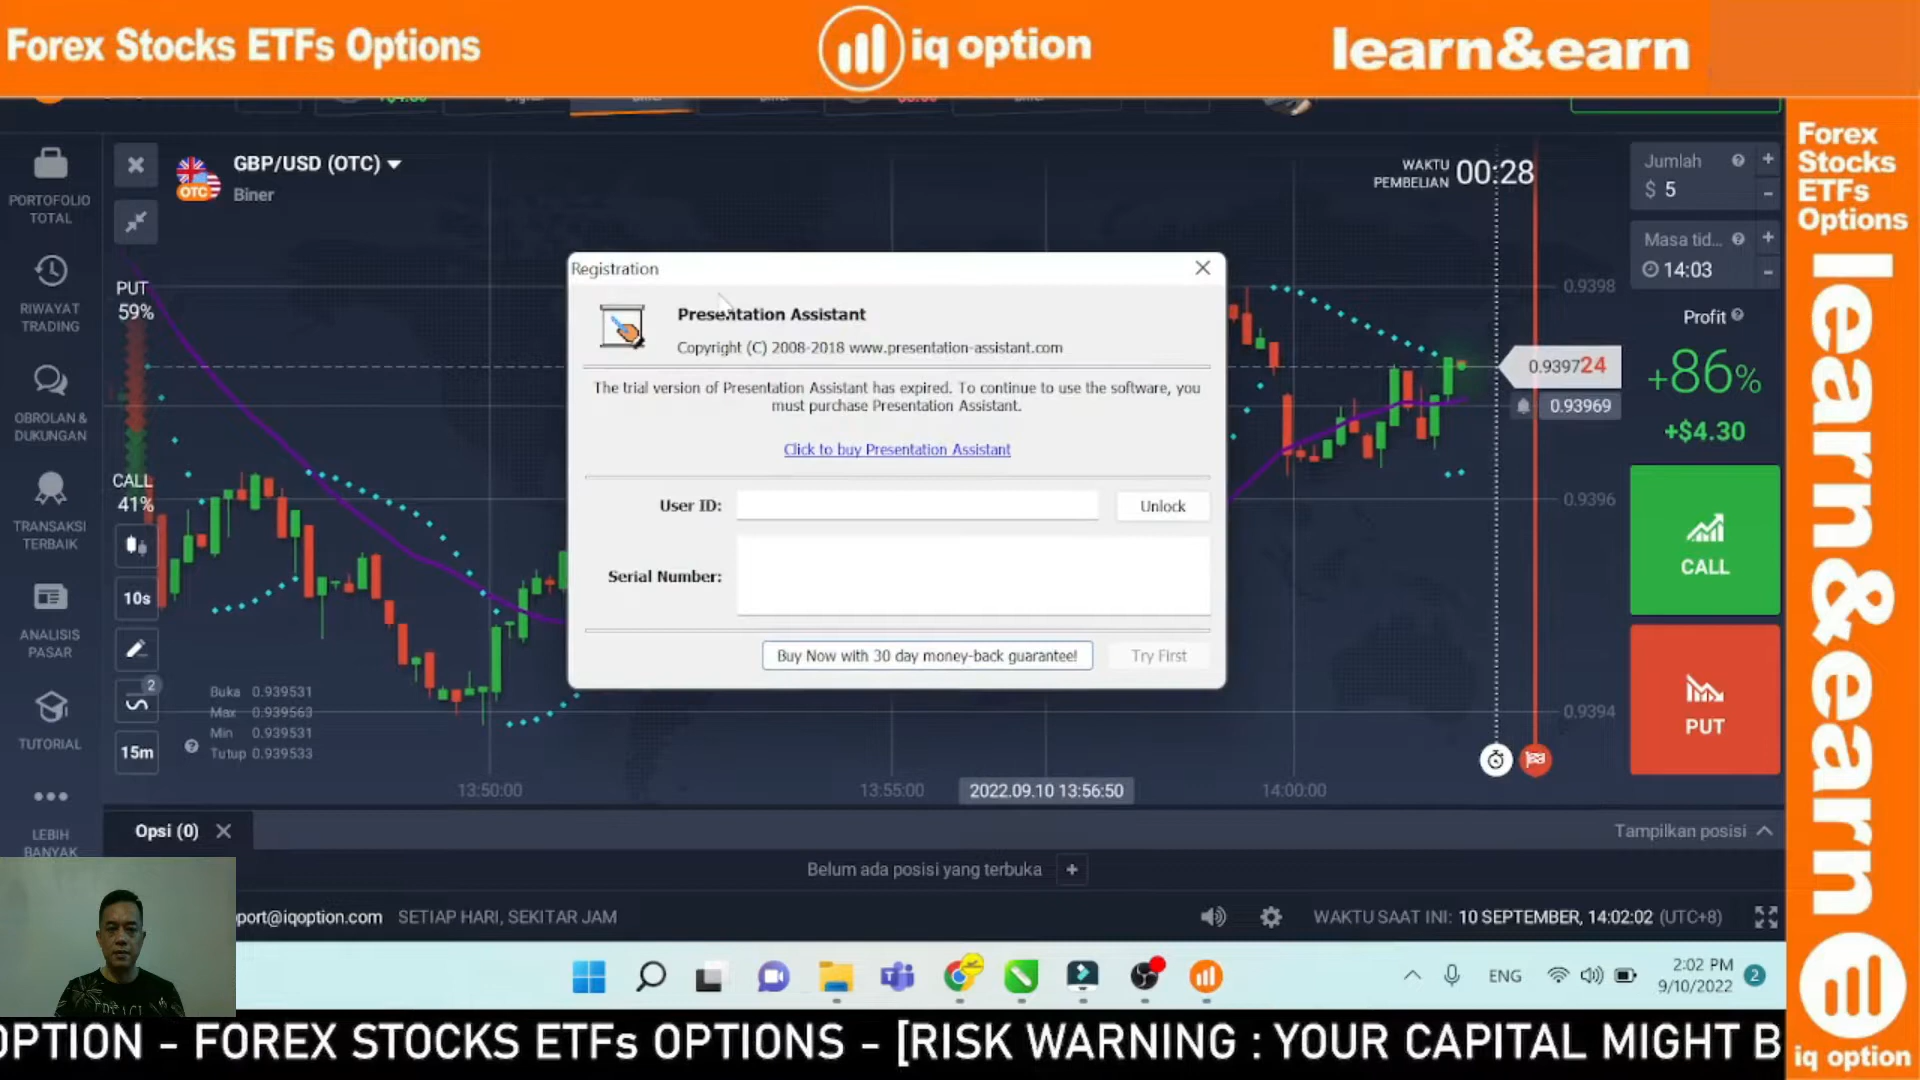 Forex Stocks ETFs Options
iq option
learn&earn
GBP/USD (OTC)
OTC
Biner
WAKTU
PEMBELIAN
00:28
Jumlah
+
$ 5
-
Masa tid...
+
14:03
-
Profit
+86%
+$4.30
CALL
PUT
PORTOFOLIO
TOTAL
RIWAYAT
TRADING
OBROLAN &
DUKUNGAN
TRANSAKSI
TERBAIK
ANALISIS
PASAR
TUTORIAL
LEBIH
BANYAK
PUT
59%
CALL
41%
10s
2
15m
Buka 0.939531
Max 0.939563
Min 0.939531
Tutup 0.939533
Registration
Presentation Assistant
Copyright (C) 2008-2018 www.presentation-assistant.com
The trial version of Presentation Assistant has expired. To continue to use the software, you
must purchase Presentation Assistant.
Click to buy Presentation Assistant
User ID:
Unlock
Serial Number:
Buy Now with 30 day money-back guarantee!
Try First
0.9398
0.939724
0.93969
0.9396
0.9394
13:50:00
13:55:00
2022.09.10 13:56:50
14:00:00
Opsi (0)
Tampilkan posisi
Belum ada posisi yang terbuka
+
port@iqoption.com
SETIAP HARI, SEKITAR JAM
WAKTU SAAT INI: 10 SEPTEMBER, 14:02:02 (UTC+8)
ENG
2:02 PM
9/10/2022
2
Forex
Stocks
ETFs
Options
learn&earn
iq option
OPTION - FOREX STOCKS ETFs OPTIONS - [RISK WARNING : YOUR CAPITAL MIGHT B